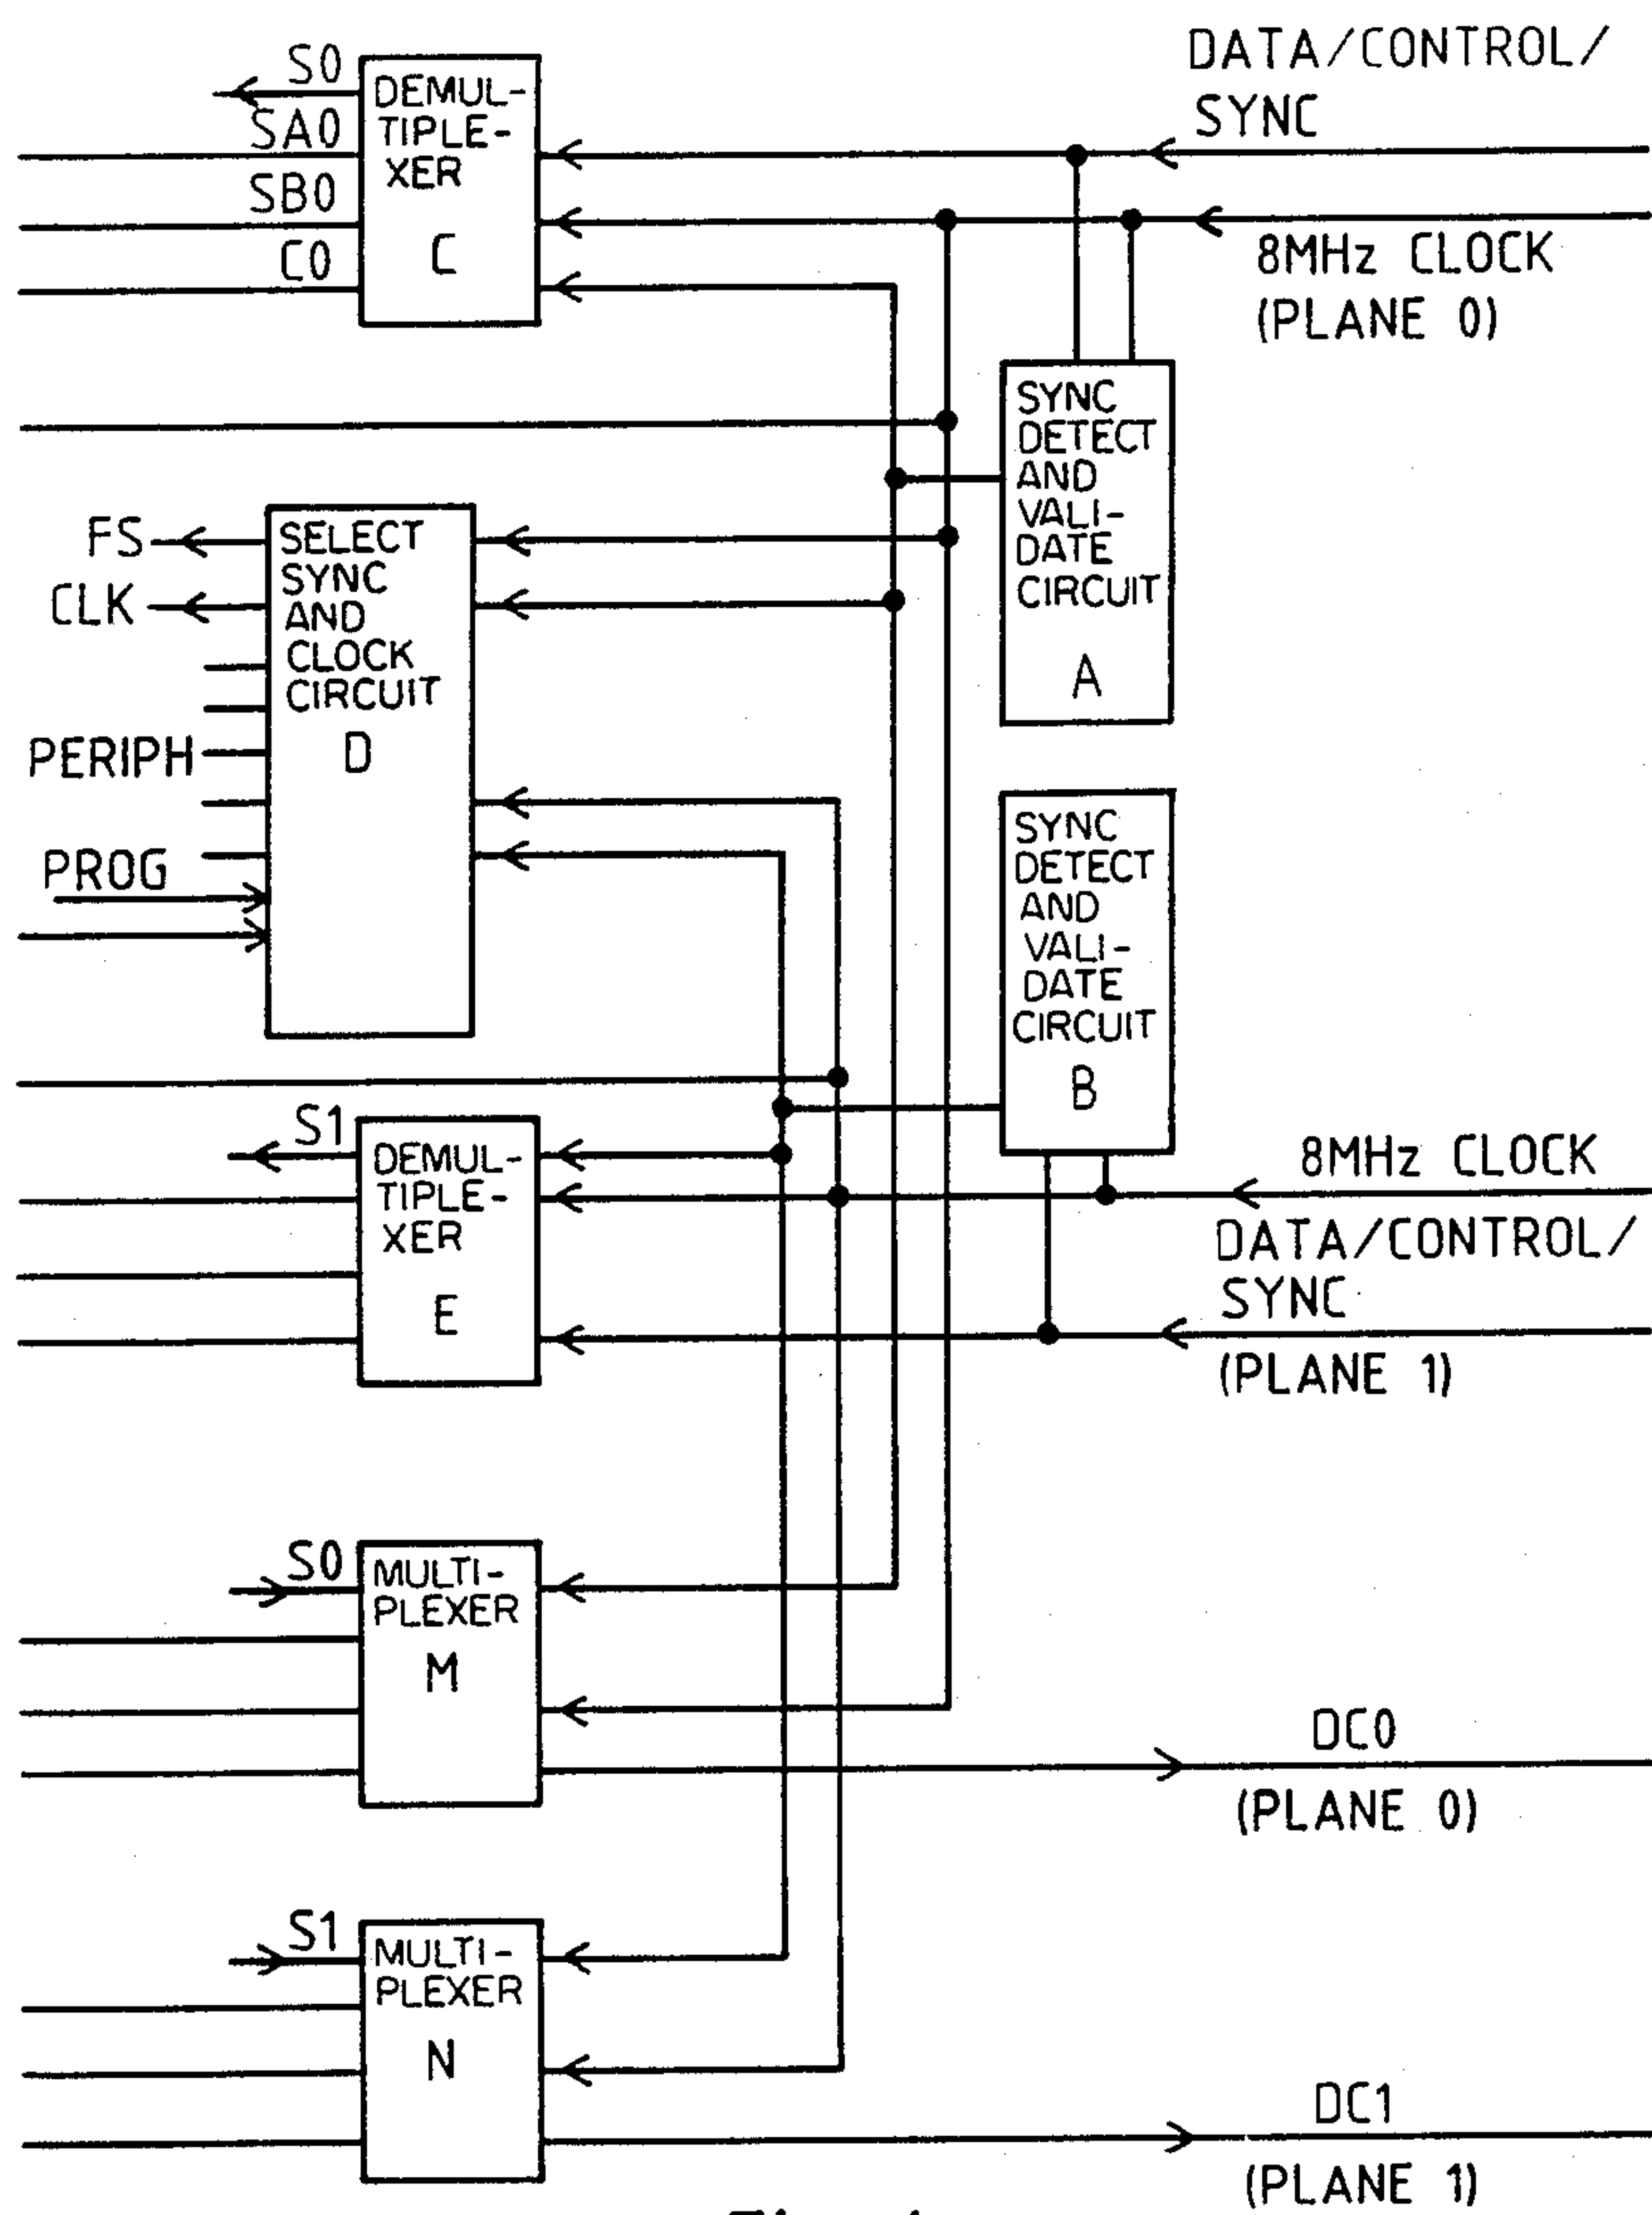 S0
SA0
SB0
C0
DEMUL-
TIPLE-
XER
C
DATA/CONTROL/
SYNC
8MHz CLOCK
(PLANE 0)
SYNC
DETECT
AND
VALI-
DATE
CIRCUIT
A
FS
CLK
PERIPH
PROG
SELECT
SYNC
AND
CLOCK
CIRCUIT
D
SYNC
DETECT
AND
VALI-
DATE
CIRCUIT
B
S1
DEMUL-
TIPLE-
XER
E
8MHz CLOCK
DATA/CONTROL/
SYNC
(PLANE 1)
S0
MULTI-
PLEXER
M
DC0
(PLANE 0)
S1
MULTI-
PLEXER
N
DC1
(PLANE 1)